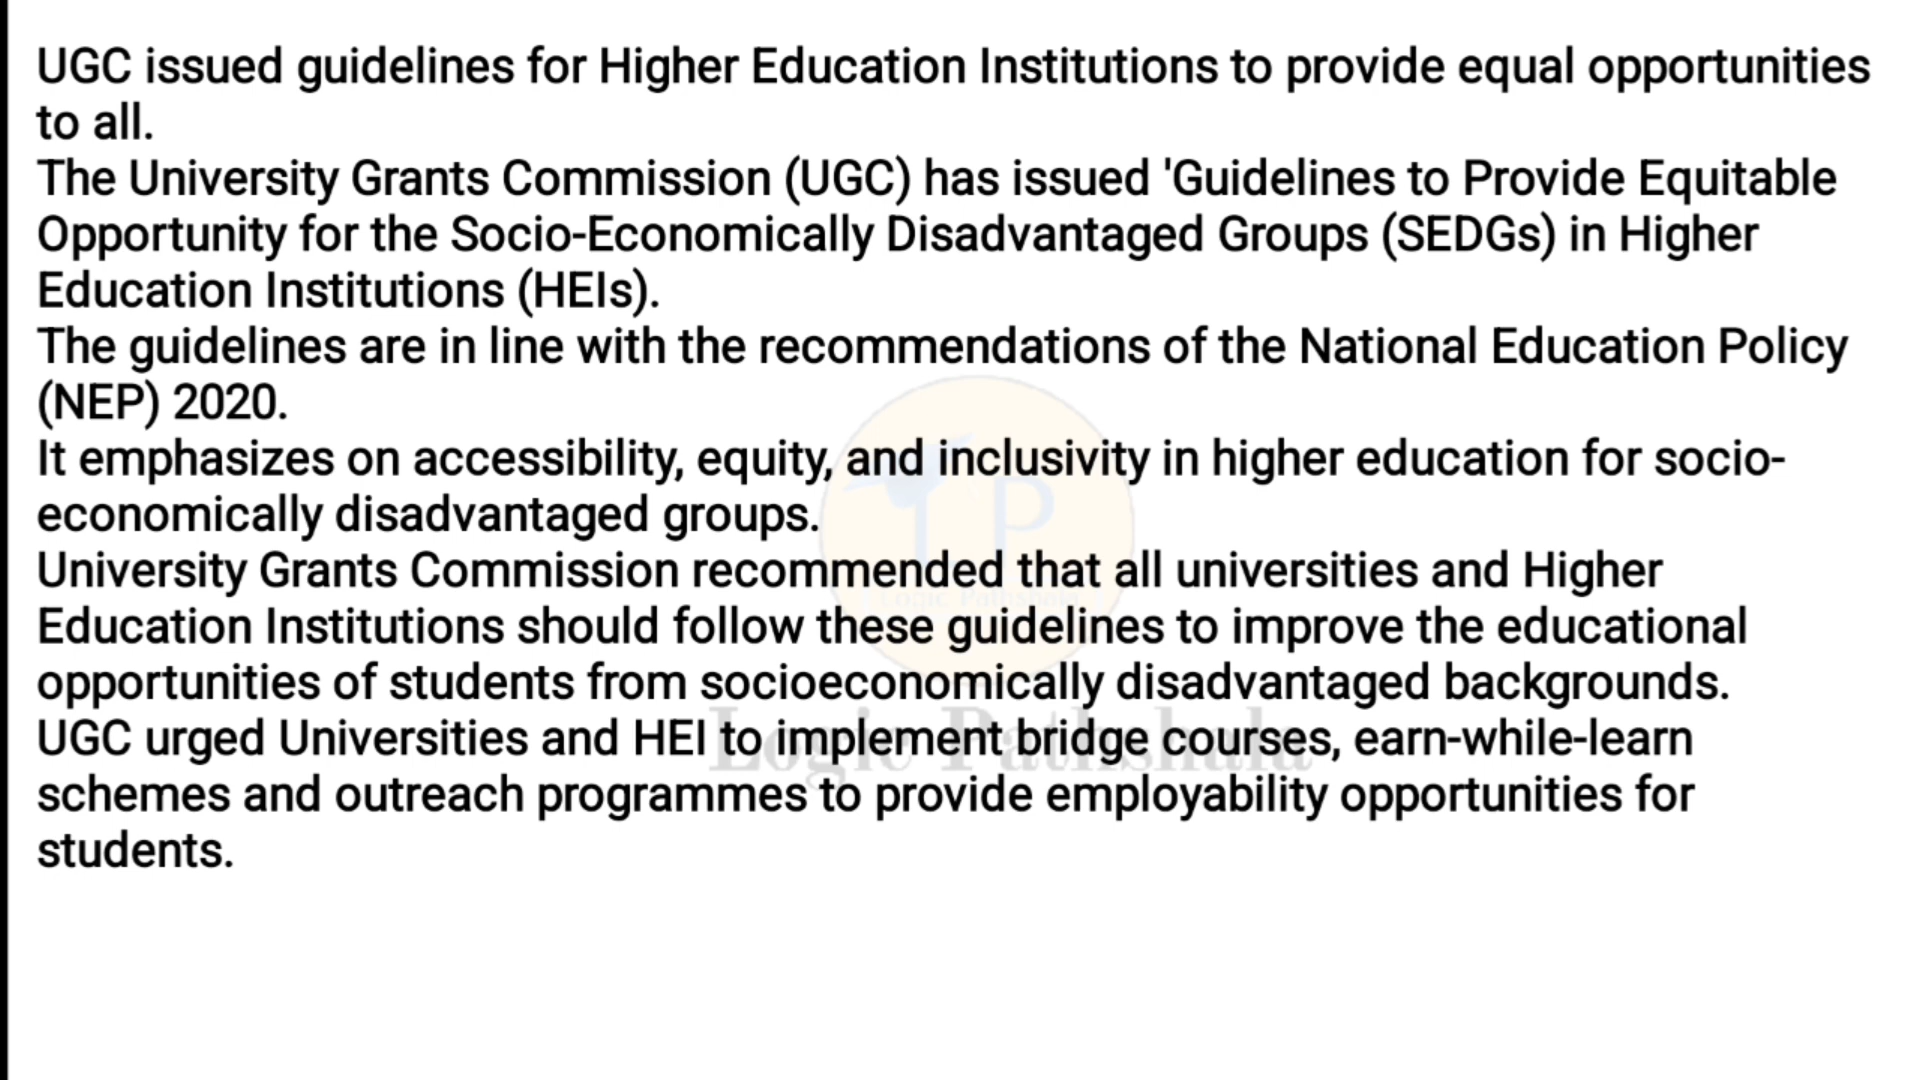 UGC issued guidelines for Higher Education Institutions to provide equal opportunities
to all.
The University Grants Commission (UGC) has issued 'Guidelines to Provide Equitable
Opportunity for the Socio-Economically Disadvantaged Groups (SEDGs) in Higher
Education Institutions (HEIs).
The guidelines are in line with the recommendations of the National Education Policy
(NEP) 2020.
It emphasizes on accessibility, equity, and inclusivity in higher education for socio-
economically disadvantaged groups.
University Grants Commission recommended that all universities and Higher
Education Institutions should follow these guidelines to improve the educational
opportunities of students from socioeconomically disadvantaged backgrounds.
UGC urged Universities and HEI to implement bridge courses, earn-while-learn
schemes and outreach programmes to provide employability opportunities for
students.
LP
Logic Pathshala
Logic Pathshala